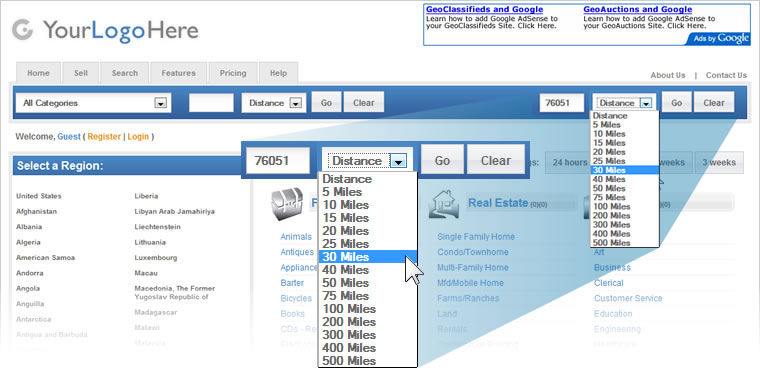 GeoClassifieds and Google
Learn how to add Google AdSense to
your GeoClassifieds Site. Click Here.
GeoAuctions and Google
Learn how to add Google AdSense to
your GeoAuctions Site. Click Here.
Ads by Google
YourLogoHere
Home Sell Search Features Pricing Help
About Us | Contact Us
All Categories Distance Go Clear
76051 Distance Go Clear
Distance
5 Miles
10 Miles
15 Miles
20 Miles
25 Miles
30 Miles
40 Miles
50 Miles
75 Miles
100 Miles
200 Miles
300 Miles
400 Miles
500 Miles
Welcome, Guest ( Register | Login )
76051 Distance Go Clear
Distance
5 Miles
10 Miles
15 Miles
20 Miles
25 Miles
30 Miles
40 Miles
50 Miles
75 Miles
100 Miles
200 Miles
300 Miles
400 Miles
500 Miles
24 hours
weeks
3 weeks
Select a Region:
United States
Afghanistan
Albania
Algeria
American Samoa
Andorra
Angola
Anguilla
Antarctica
Antigua and Barbuda
Liberia
Libyan Arab Jamahiriya
Liechtenstein
Lithuania
Luxembourg
Macau
Macedonia, The Former
Yugoslav Republic of
Madagascar
Malawi
Malaysia
Animals
Antiques
Appliance
Barter
Bicycles
Books
CDs - Re
Real Estate (0)(0)
Single Family Home
Condo/Townhome
Multi-Family Home
Mfd/Mobile Home
Farms/Ranches
Land
Rentals
(0)(0)
Art
Business
Clerical
Customer Service
Education
Engineering
Healthcare